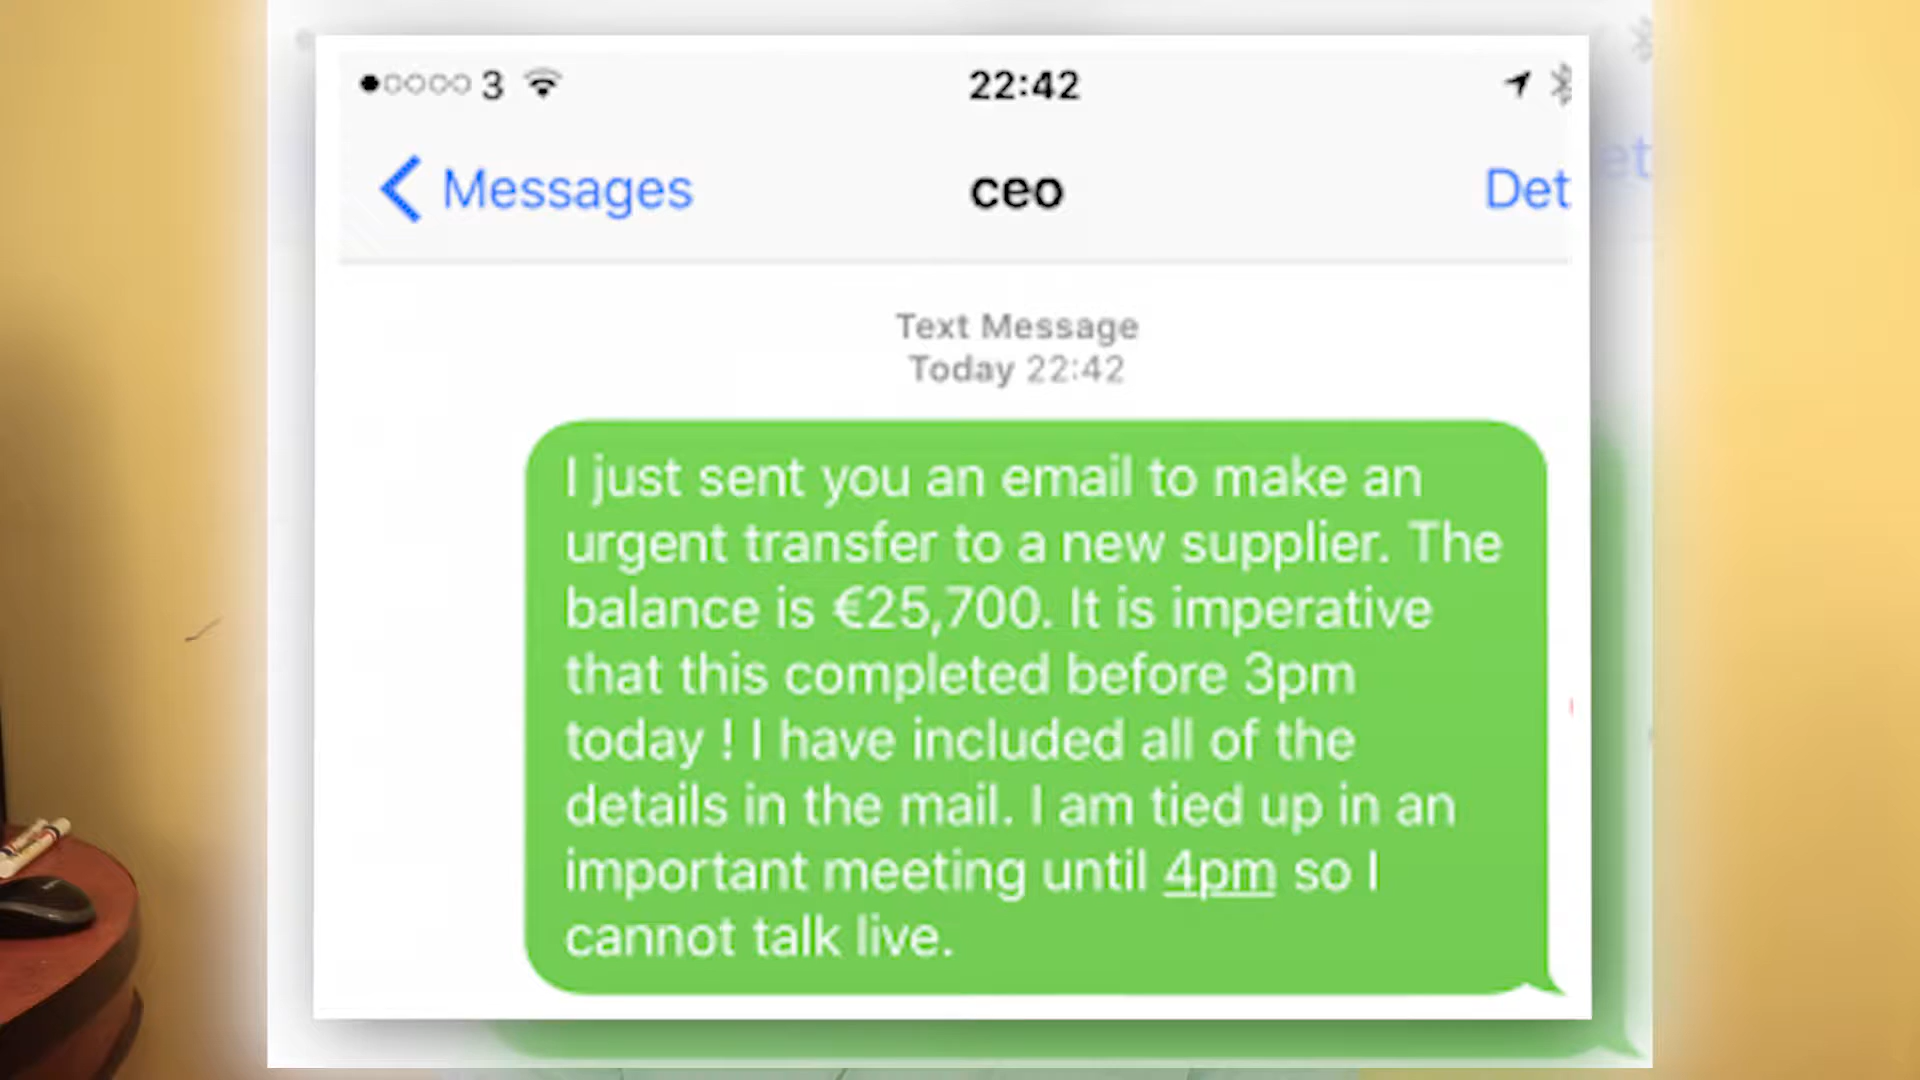 3 22:42
Messages ceo Det
Text Message
Today 22:42
I just sent you an email to make an
urgent transfer to a new supplier. The
balance is €25,700. It is imperative
that this completed before 3pm
today ! I have included all of the
details in the mail. I am tied up in an
important meeting until 4pm so I
cannot talk live.